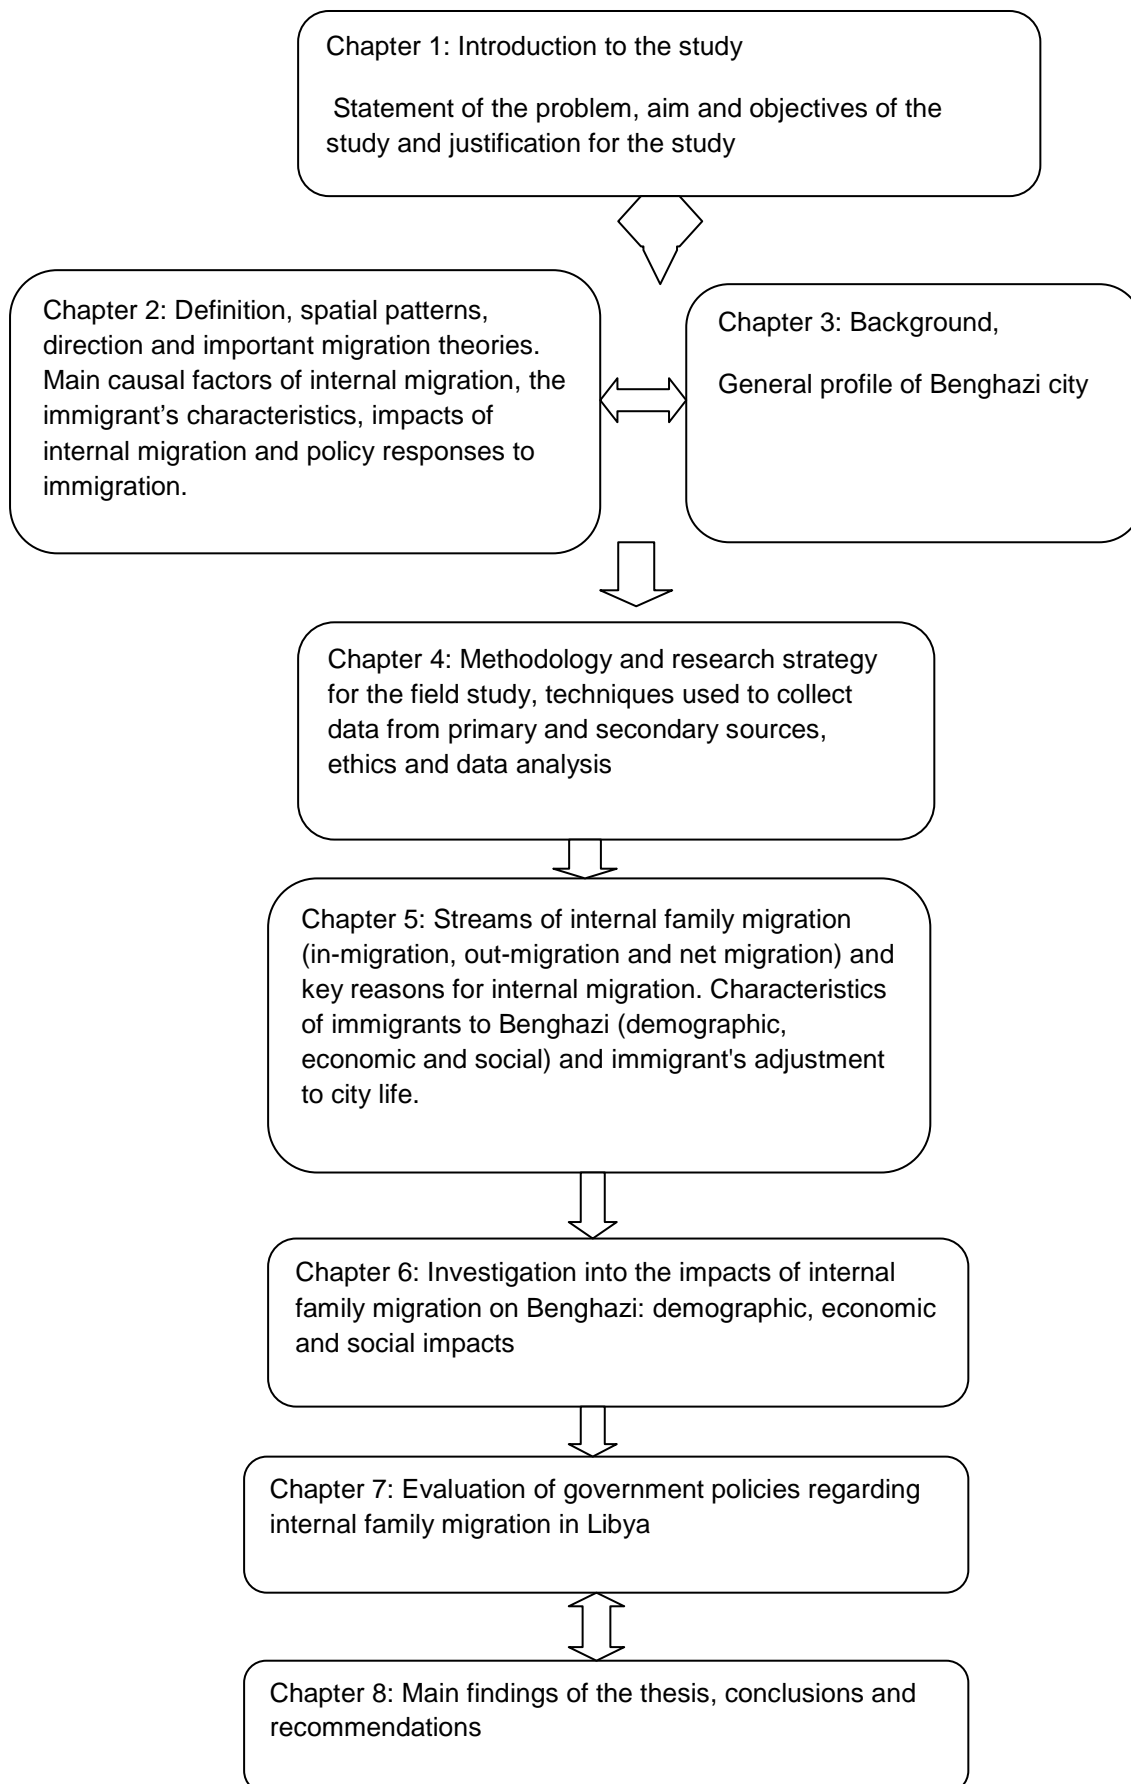 Chapter 1: Introduction to the study
Statement of the problem, aim and objectives of the
study and justification for the study
Chapter 2: Definition, spatial patterns,
direction and important migration theories.
Main causal factors of internal migration, the
immigrant’s characteristics, impacts of
internal migration and policy responses to
immigration.
Chapter 3: Background,
General profile of Benghazi city
Chapter 4: Methodology and research strategy
for the field study, techniques used to collect
data from primary and secondary sources,
ethics and data analysis
Chapter 5: Streams of internal family migration
(in-migration, out-migration and net migration) and
key reasons for internal migration. Characteristics
of immigrants to Benghazi (demographic,
economic and social) and immigrant's adjustment
to city life.
Chapter 6: Investigation into the impacts of internal
family migration on Benghazi: demographic, economic
and social impacts
Chapter 7: Evaluation of government policies regarding
internal family migration in Libya
Chapter 8: Main findings of the thesis, conclusions and
recommendations